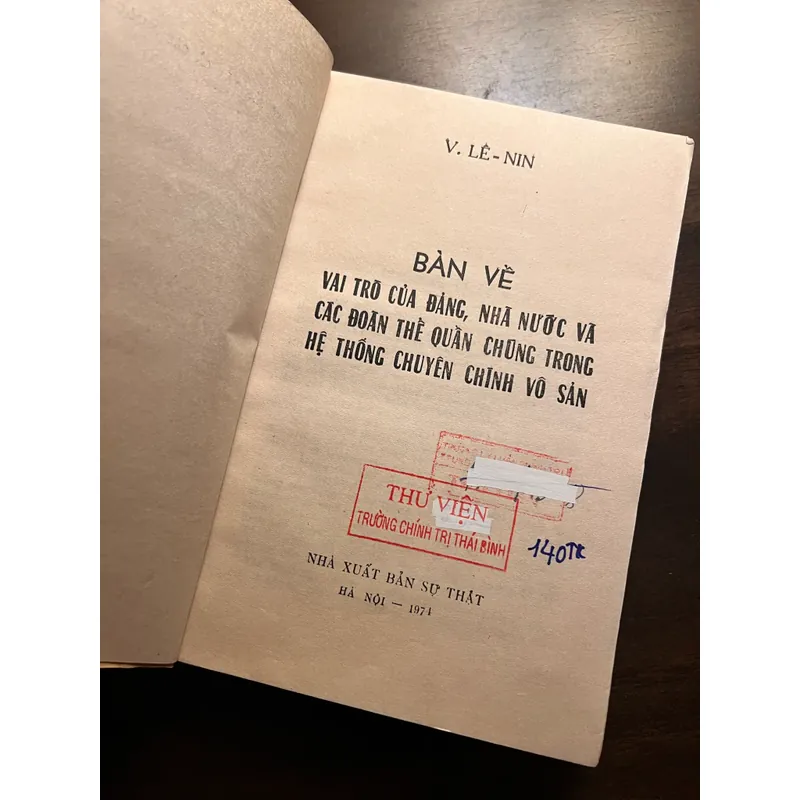 V. LÊ-NIN
BÀN VỀ
VAI TRÒ CỦA ĐẢNG, NHÀ NƯỚC VÀ
CÁC ĐOÀN THỂ QUẦN CHÚNG TRONG
HỆ THỐNG CHUYÊN CHÍNH VÔ SẢN
THƯ VIỆN
TRƯỜNG CHÍNH TRỊ THÁI BÌNH
140TK
NHÀ XUẤT BẢN SỰ THẬT
HÀ NỘI — 1974